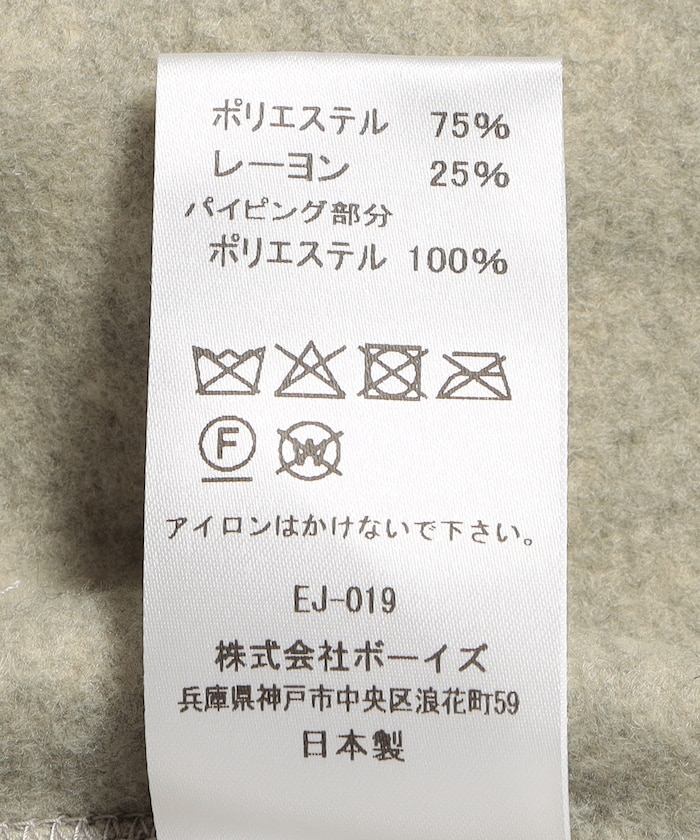 ポリエステル 75%
レーヨン 25%
パイピング部分
ポリエステル 100%
F
W
アイロンはかけないで下さい。
EJ-019
株式会社ボーイズ
兵庫県神戸市中央区浪花町59
日本製